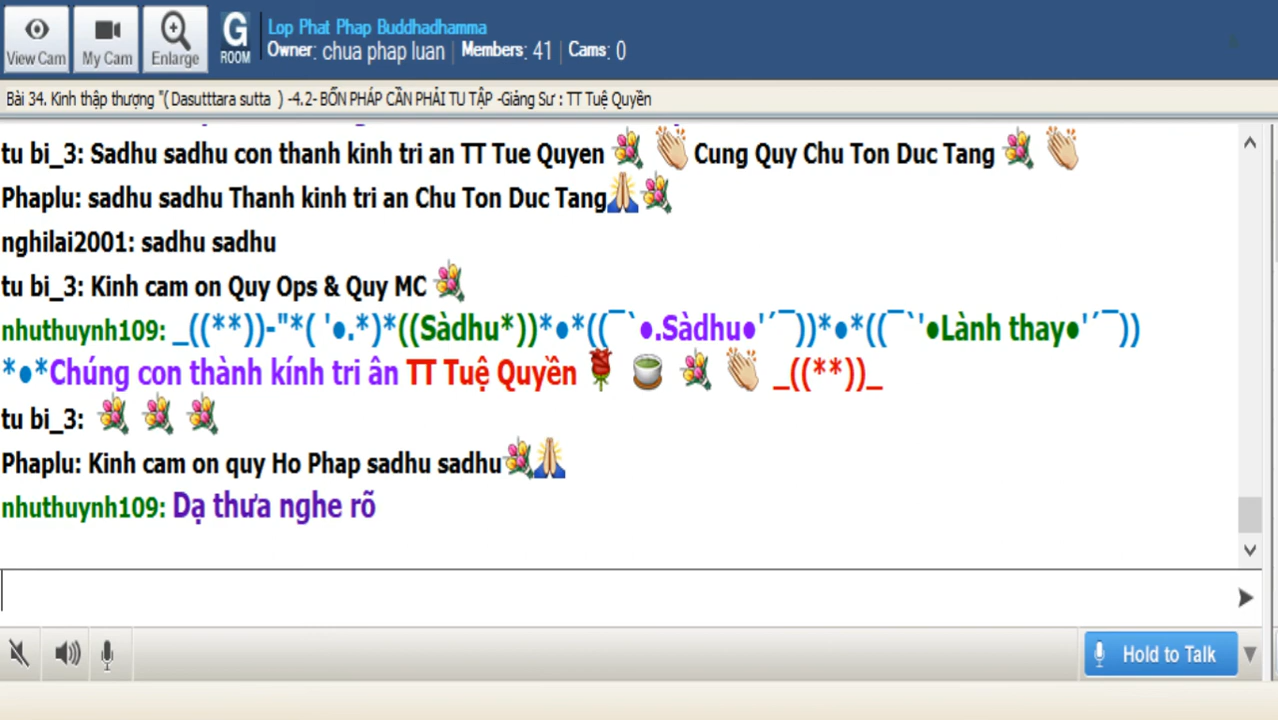 View Cam
My Cam
Enlarge
G
ROOM
Lop Phat Phap Buddhadhamma
Owner: chua phap luan | Members: 41 | Cams: 0
Bài 34. Kinh thập thượng "( Dasutttara sutta ) -4.2- BỐN PHÁP CẦN PHẢI TU TẬP -Giảng Sư : TT Tuệ Quyền
tu bi_3: Sadhu sadhu con thanh kinh tri an TT Tue Quyen Cung Quy Chu Ton Duc Tang
Phaplu: sadhu sadhu Thanh kinh tri an Chu Ton Duc Tang
nghilai2001: sadhu sadhu
tu bi_3: Kinh cam on Quy Ops & Quy MC
nhuthuynh109: _((**))-"*( '●.*)*((Sàdhu*))*●*((¯`●.Sàdhu●'´¯))*●*((¯`'●Lành thay●'´¯))
*●*Chúng con thành kính tri ân TT Tuệ Quyền _((**))_
tu bi_3:
Phaplu: Kinh cam on quy Ho Phap sadhu sadhu
nhuthuynh109: Dạ thưa nghe rõ
Hold to Talk